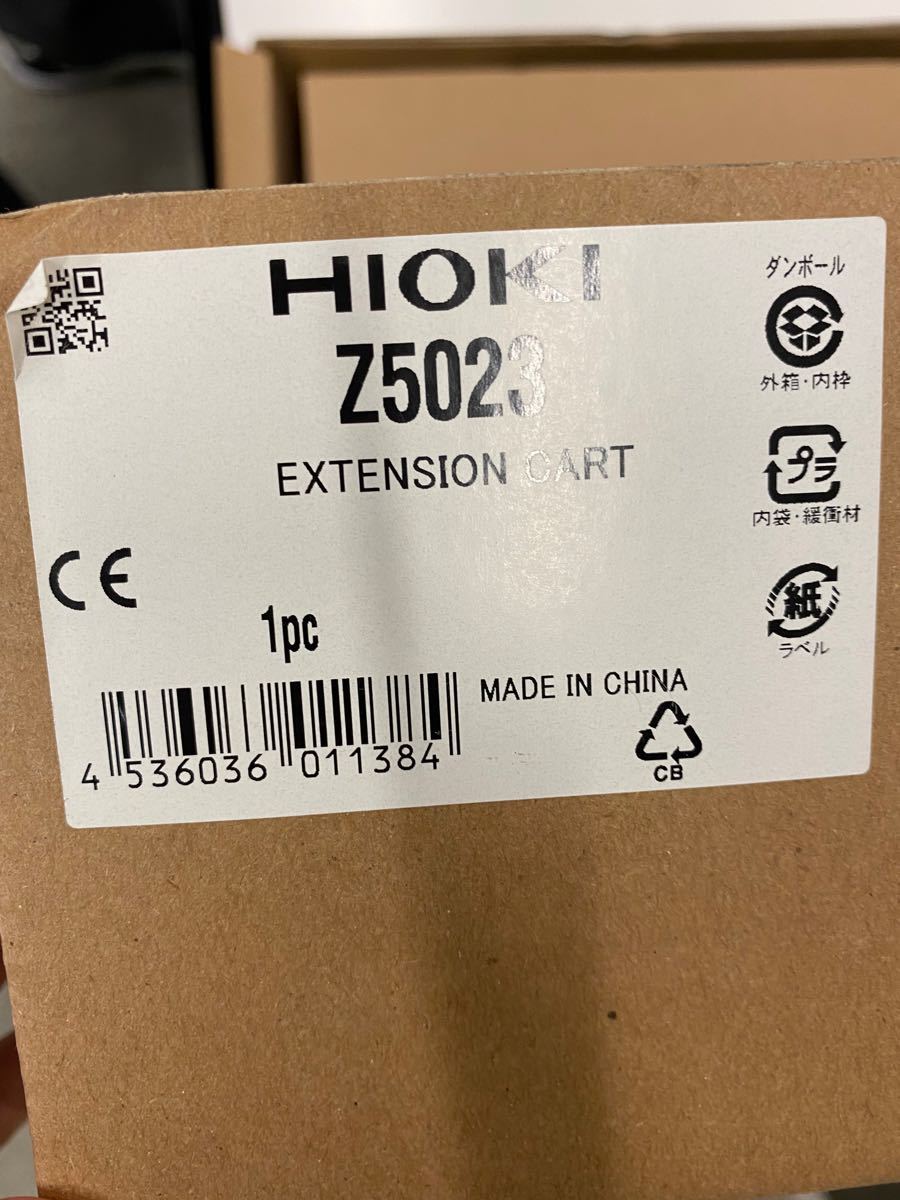 HIOKI
Z5023
EXTENSION CART
1pc
4 536036 011384
MADE IN CHINA
CB
ダンボール
外箱・内枠
プラ
内袋・緩衝材
紙
ラベル
CE